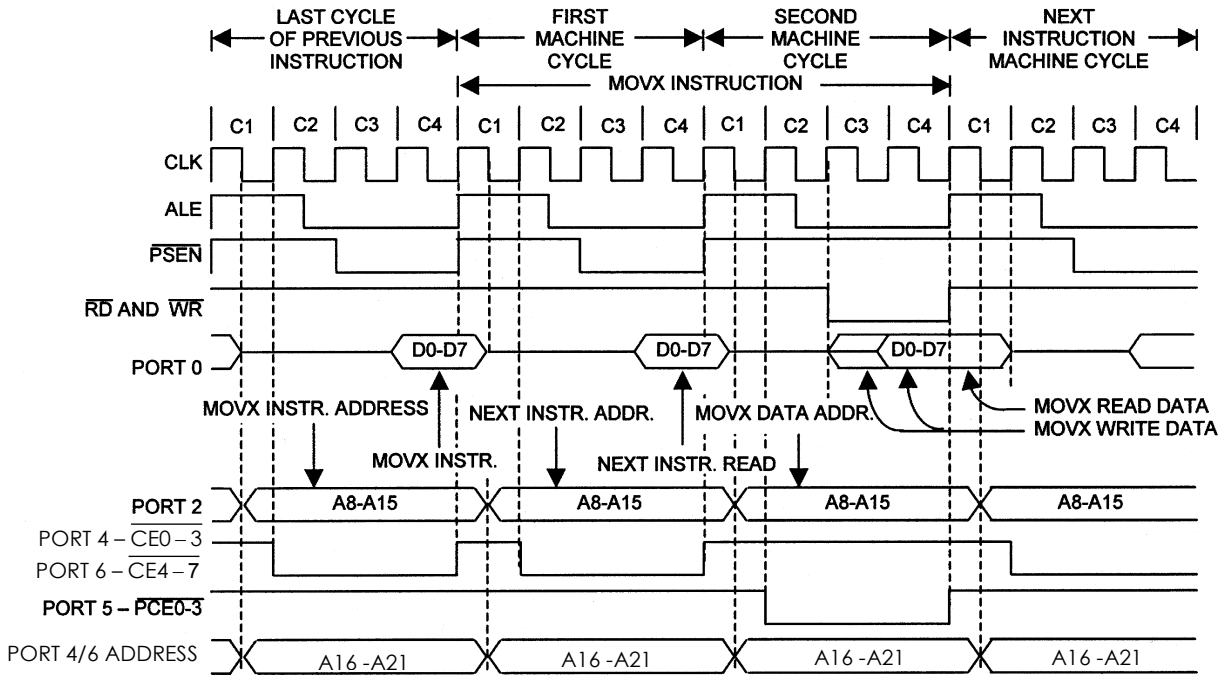 LAST CYCLE
OF PREVIOUS
INSTRUCTION
FIRST
MACHINE
CYCLE
SECOND
MACHINE
CYCLE
NEXT
INSTRUCTION
MACHINE CYCLE
MOVX INSTRUCTION
C1 C2 C3 C4 C1 C2 C3 C4 C1 C2 C3 C4 C1 C2 C3 C4
CLK
ALE
PSEN
RD AND WR
PORT 0
D0-D7 D0-D7 D0-D7
MOVX INSTR. ADDRESS
NEXT INSTR. ADDR.
MOVX DATA ADDR.
MOVX READ DATA
MOVX WRITE DATA
MOVX INSTR.
NEXT INSTR. READ
PORT 2
A8-A15 A8-A15 A8-A15 A8-A15
PORT 4 – CE0 – 3
PORT 6 – CE4 – 7
PORT 5 – PCE0-3
PORT 4/6 ADDRESS
A16 -A21 A16 -A21 A16 -A21 A16 -A21